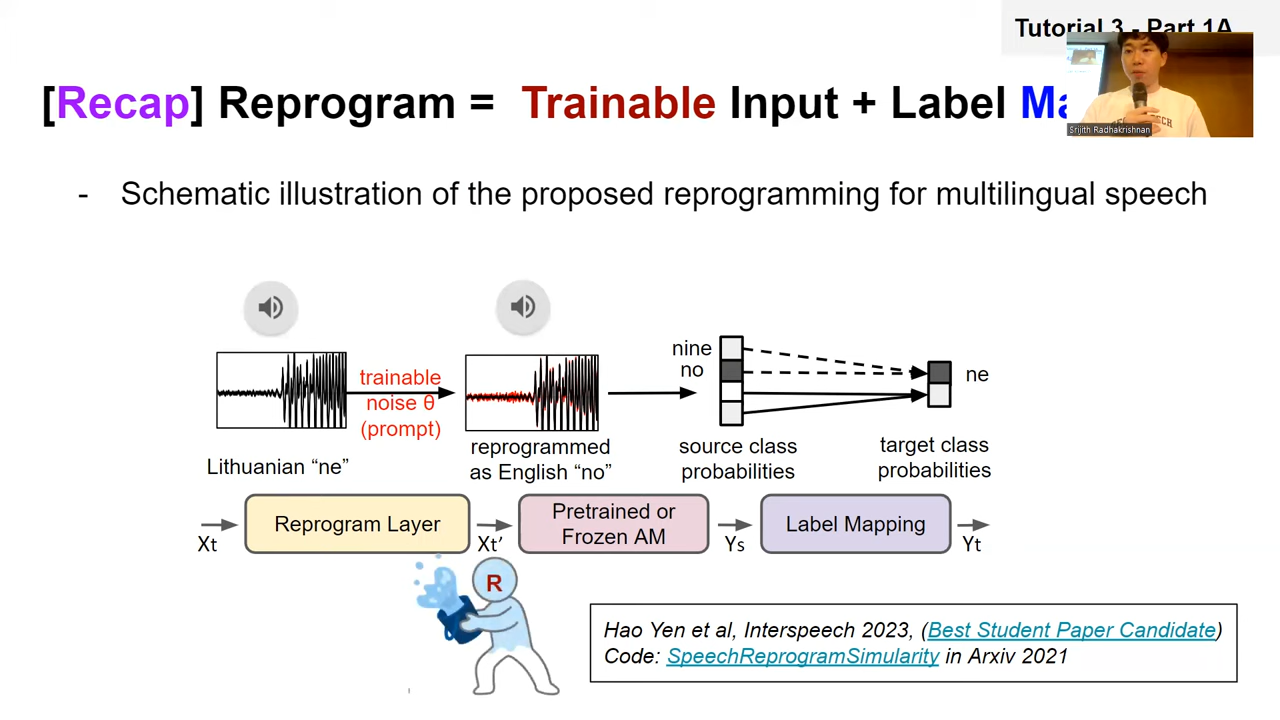 Tutorial 3 - Part 1A
[Recap] Reprogram = Trainable Input + Label Ma
Srijith Radhakrishnan
- Schematic illustration of the proposed reprogramming for multilingual speech
trainable
noise θ
(prompt)
nine
no
ne
Lithuanian “ne”
reprogrammed
as English “no”
source class
probabilities
target class
probabilities
Xt
Reprogram Layer
Xt’
Pretrained or
Frozen AM
Ys
Label Mapping
Yt
R
Hao Yen et al, Interspeech 2023, (Best Student Paper Candidate)
Code: SpeechReprogramSimularity in Arxiv 2021